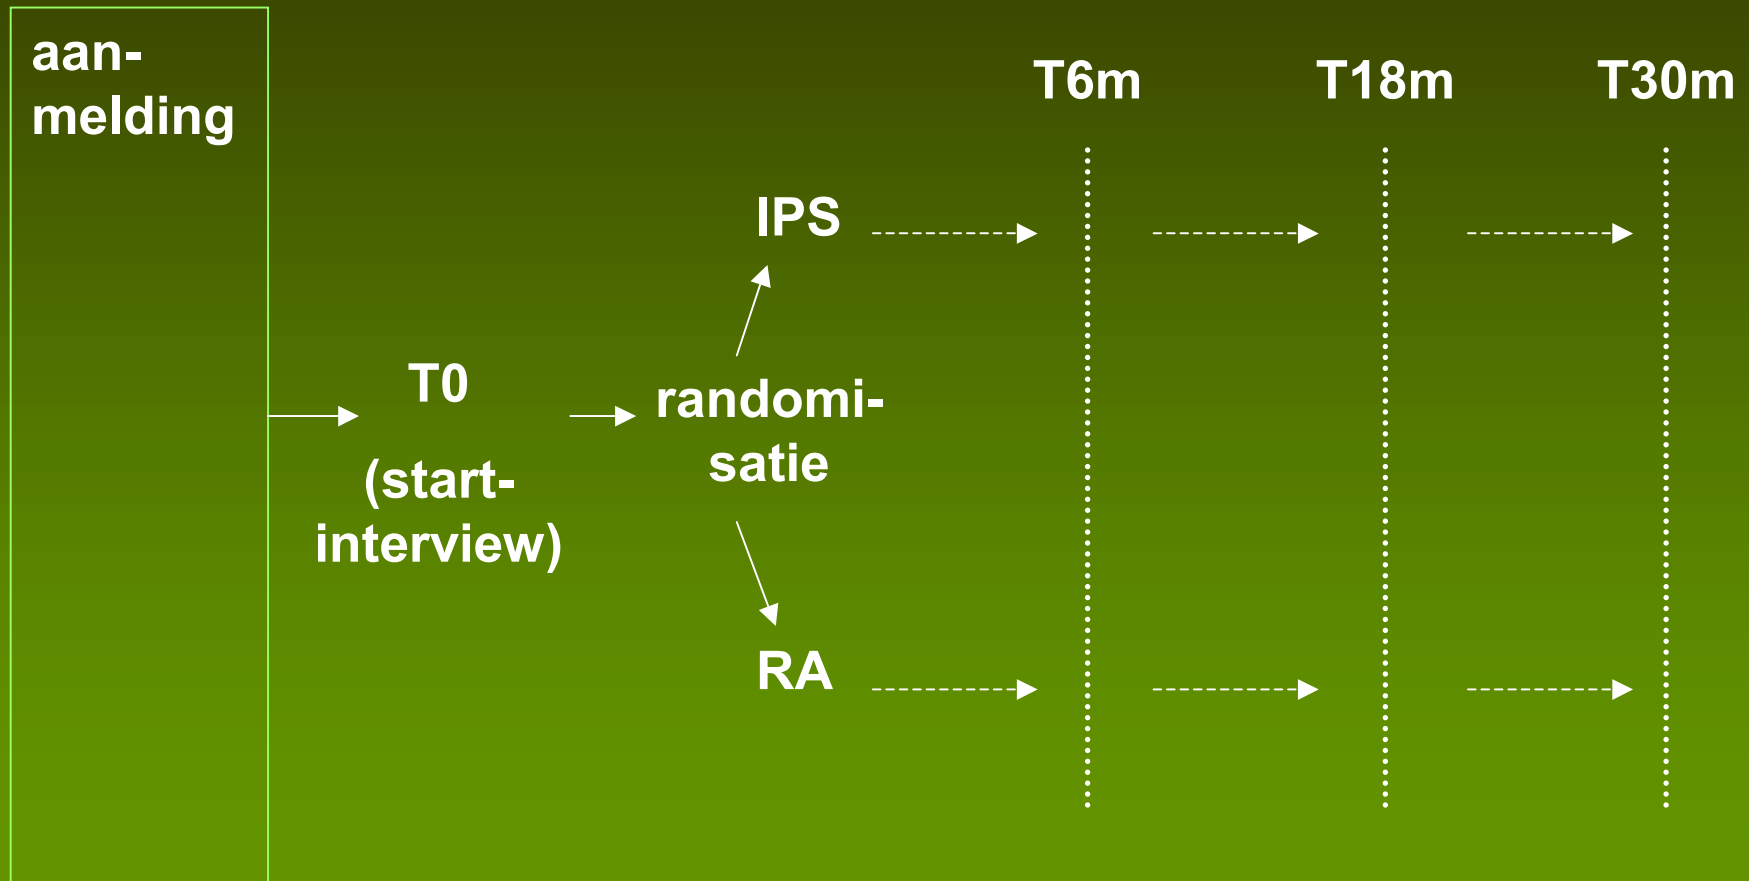 aan-
melding
T0
(start-
interview)
randomi-
satie
IPS
RA
T6m
T18m
T30m